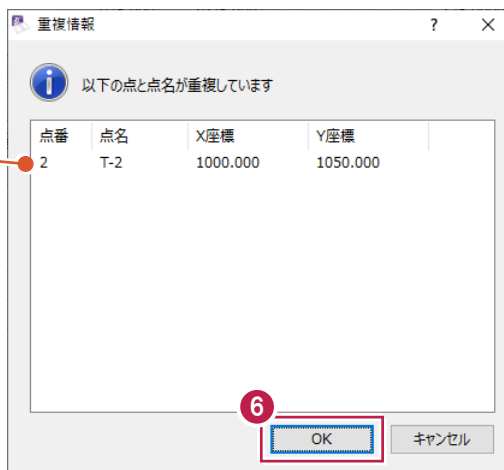 重複情報 ?
以下の点と点名が重複しています
点番 点名 X座標 Y座標
2 T-2 1000.000 1050.000
6
OK キャンセル